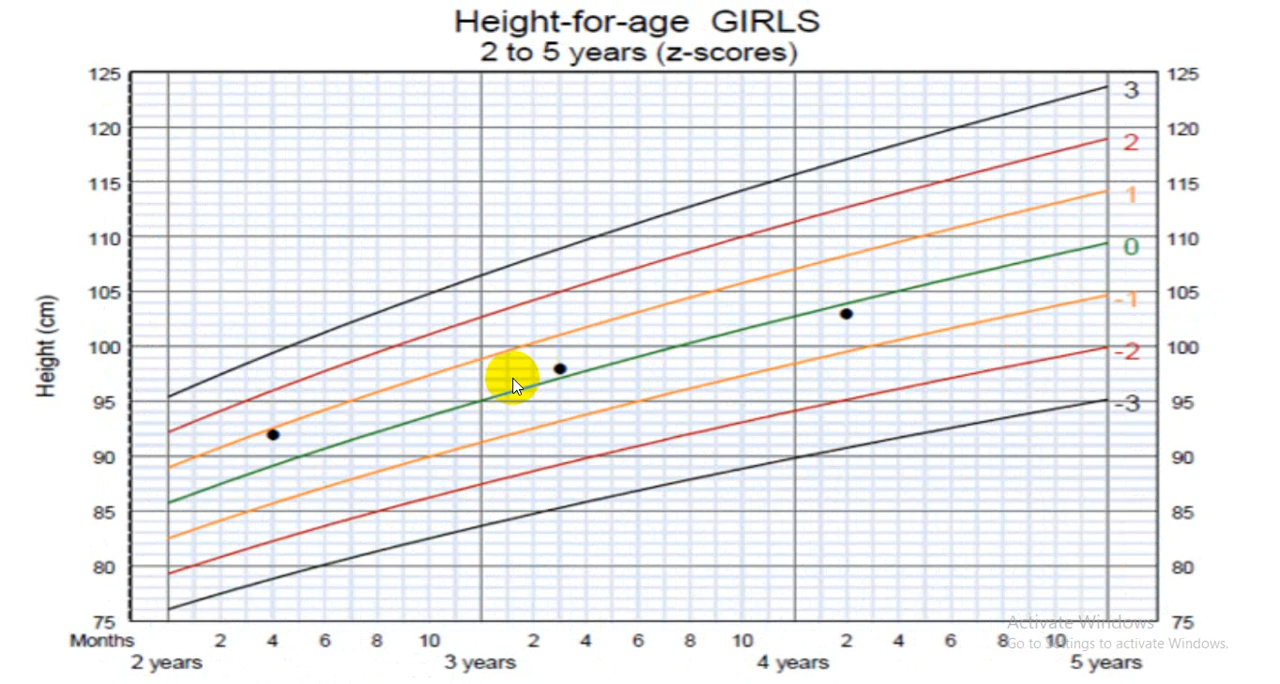 Height-for-age GIRLS
2 to 5 years (z-scores)
125 125
3
120 120
2
115 115
1
110 110
0
105 105
-1
Height (cm)
100 100
-2
95 95
-3
90 90
85 85
80 80
75 75
Activate Windows
Months 2 4 6 8 10 2 4 6 8 10 2 4 6 8 10
Go to Settings to activate Windows.
2 years 3 years 4 years 5 years